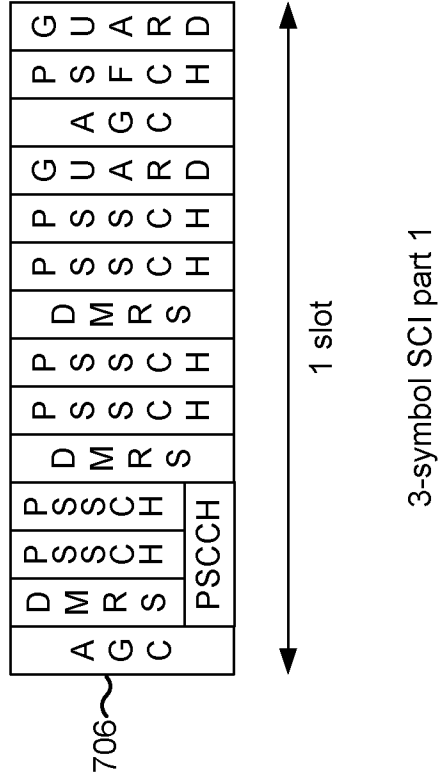 706
AGC
DMRS
PSSCH
PSSCH
PSCCH
DMRS
PSSCH
PSSCH
DMRS
PSSCH
PSSCH
GUARD
AGC
PSFCH
GUARD
1 slot
3-symbol SCI part 1